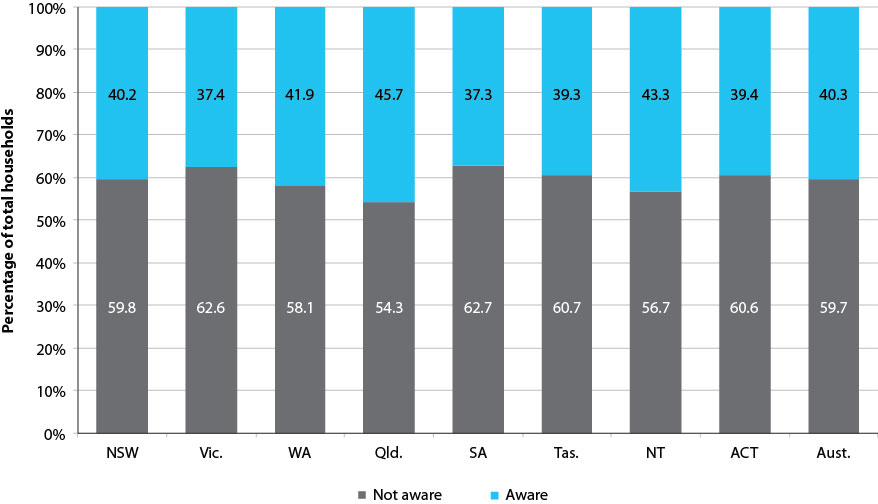 100%
90%
80%
70%
60%
50%
40%
30%
20%
10%
0%
Percentage of total households
40.2 37.4 41.9 45.7 37.3 39.3 43.3 39.4 40.3
59.8 62.6 58.1 54.3 62.7 60.7 56.7 60.6 59.7
NSW Vic. WA Qld. SA Tas. NT ACT Aust.
Not aware Aware